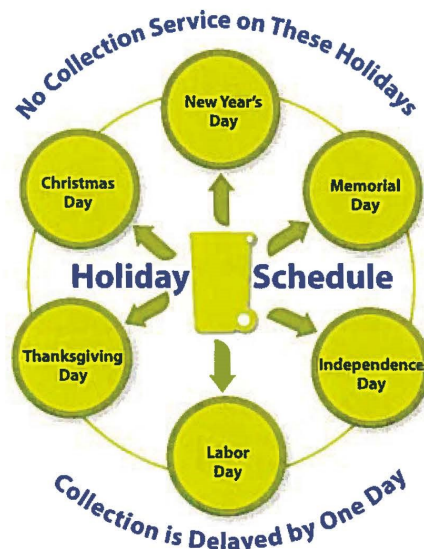 No Collection Service on These Holidays
New Year's
Day
Christmas
Day
Memorial
Day
Holiday Schedule
Thanksgiving
Day
Independence
Day
Labor
Day
Collection is Delayed by One Day